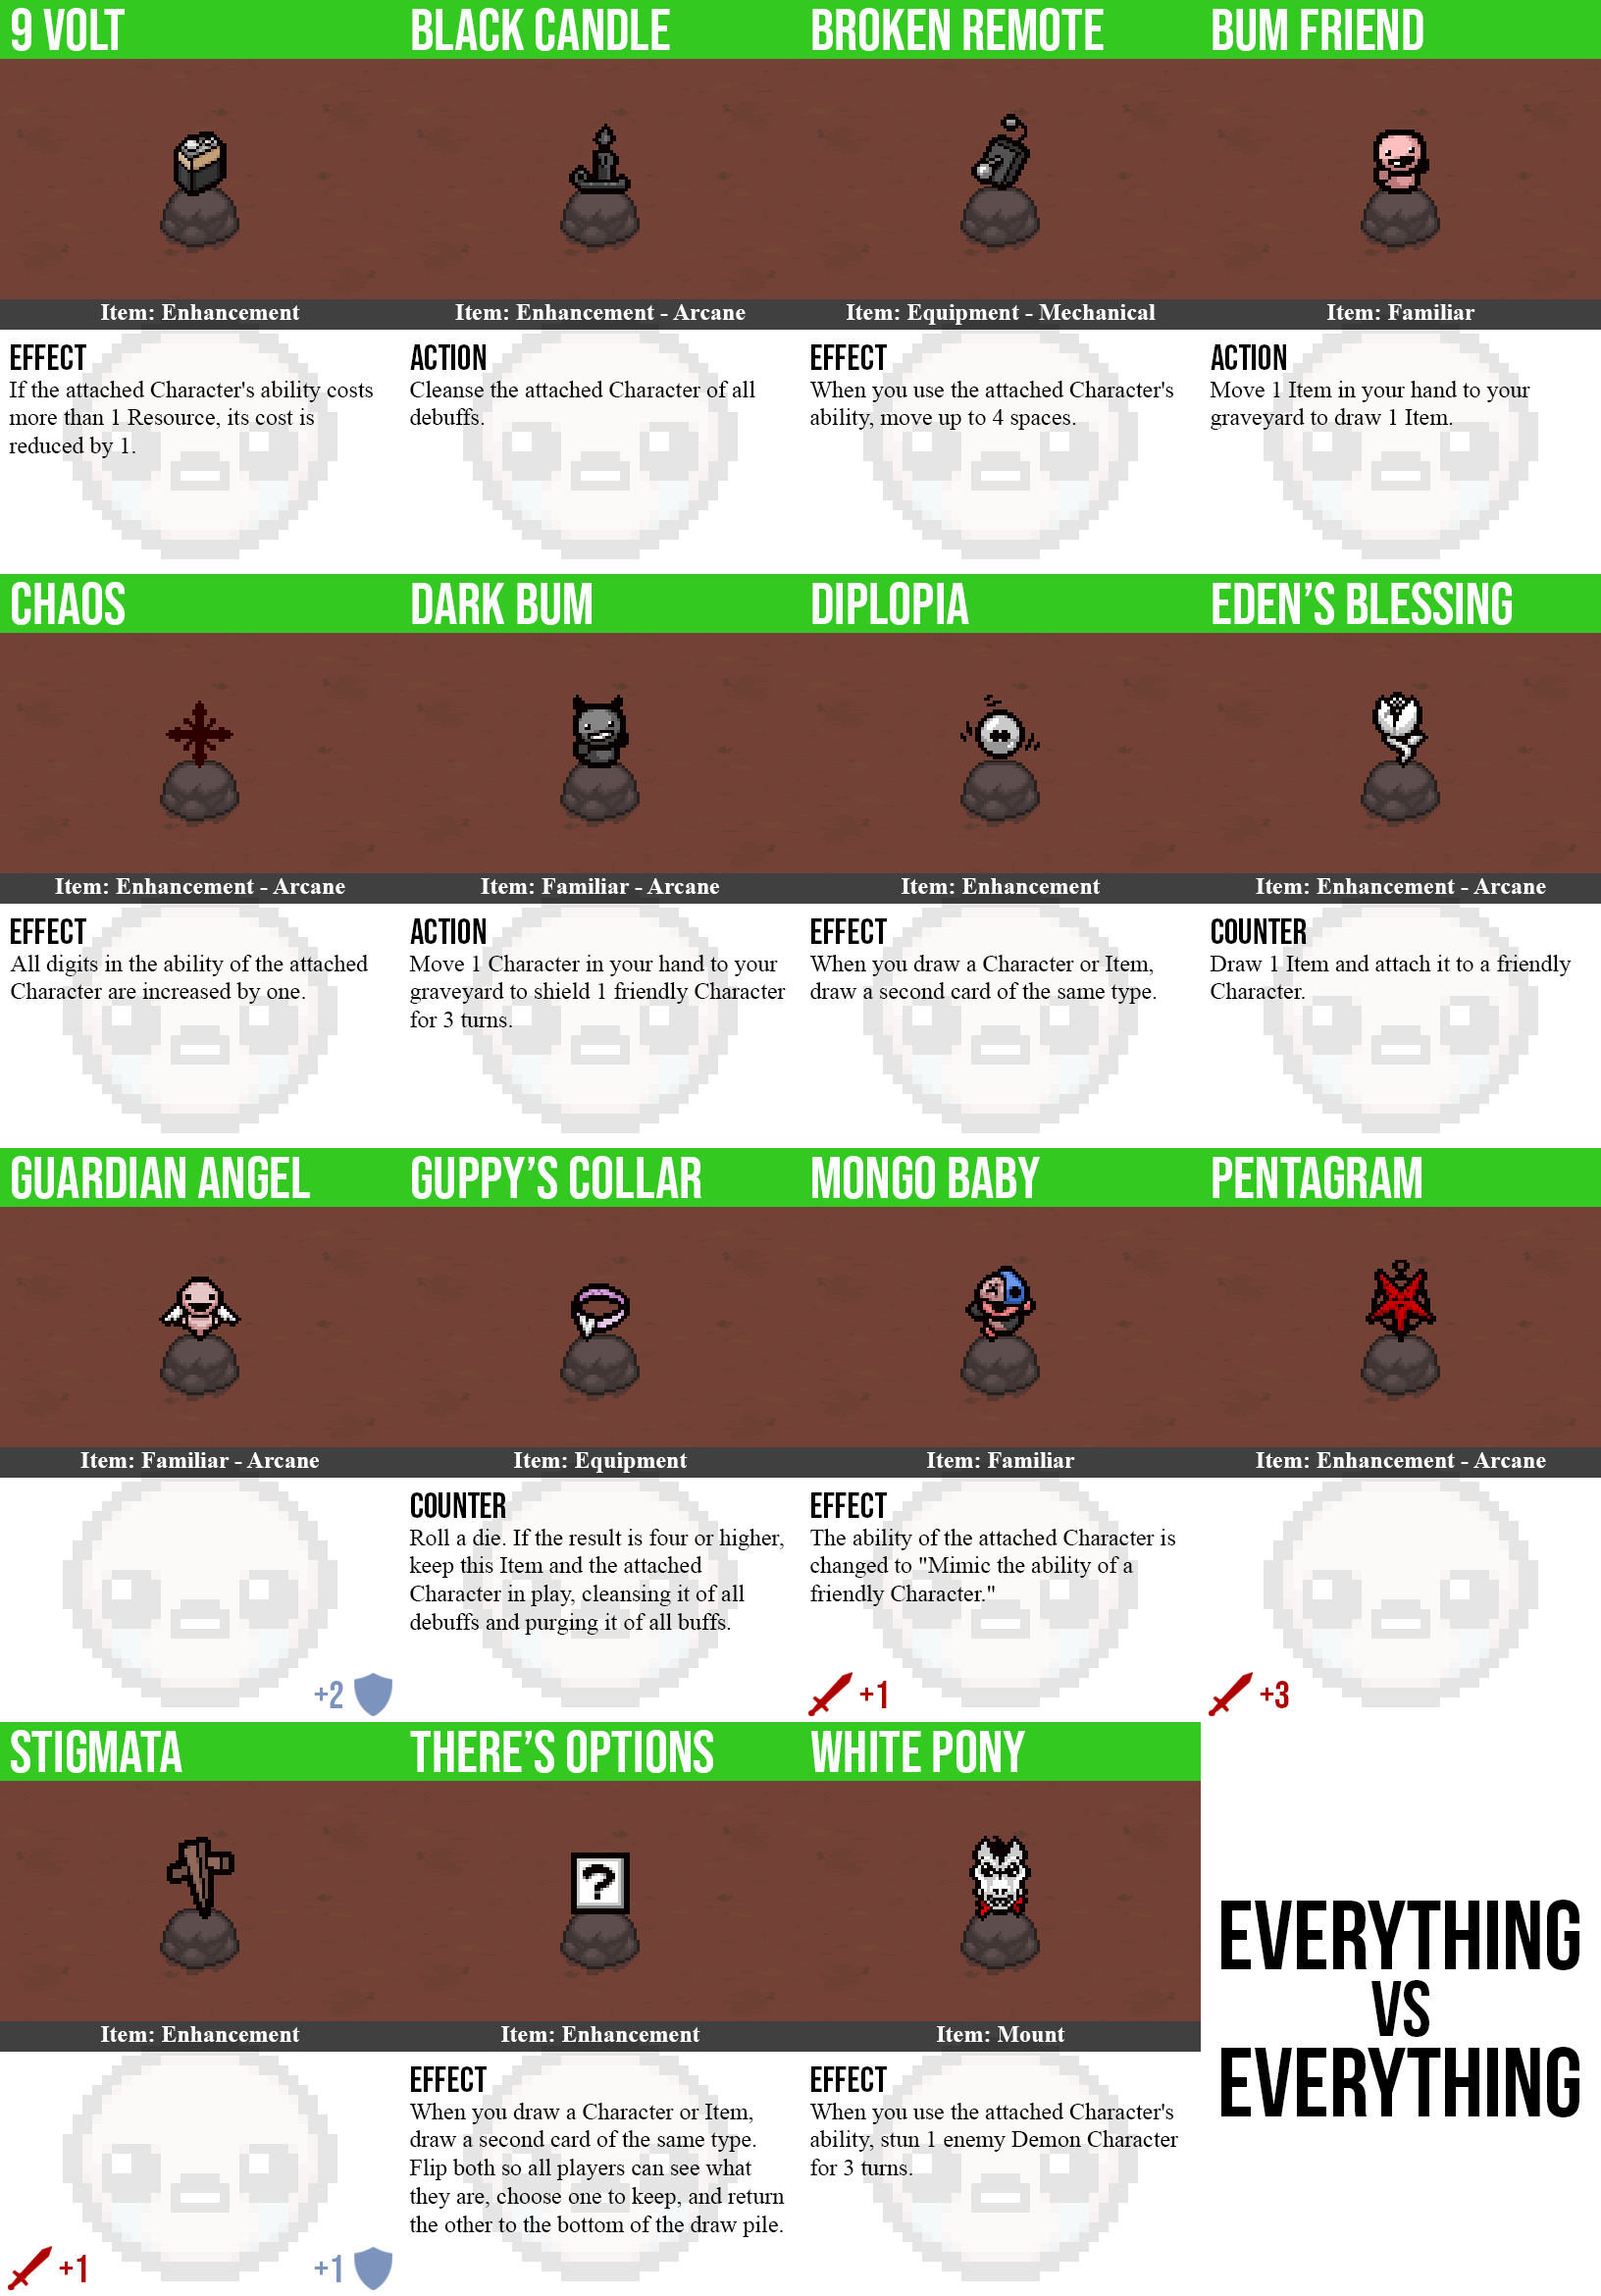 9 VOLT
Item: Enhancement
EFFECT
If the attached Character's ability costs
more than 1 Resource, its cost is
reduced by 1.
BLACK CANDLE
Item: Enhancement - Arcane
ACTION
Cleanse the attached Character of all
debuffs.
BROKEN REMOTE
Item: Equipment - Mechanical
EFFECT
When you use the attached Character's
ability, move up to 4 spaces.
BUM FRIEND
Item: Familiar
ACTION
Move 1 Item in your hand to your
graveyard to draw 1 Item.
CHAOS
Item: Enhancement - Arcane
EFFECT
All digits in the ability of the attached
Character are increased by one.
DARK BUM
Item: Familiar - Arcane
ACTION
Move 1 Character in your hand to your
graveyard to shield 1 friendly Character
for 3 turns.
DIPLOPIA
Item: Enhancement
EFFECT
When you draw a Character or Item,
draw a second card of the same type.
EDEN'S BLESSING
Item: Enhancement - Arcane
COUNTER
Draw 1 Item and attach it to a friendly
Character.
GUARDIAN ANGEL
Item: Familiar - Arcane
+2
GUPPY'S COLLAR
Item: Equipment
COUNTER
Roll a die. If the result is four or higher,
keep this Item and the attached
Character in play, cleansing it of all
debuffs and purging it of all buffs.
MONGO BABY
Item: Familiar
EFFECT
The ability of the attached Character is
changed to "Mimic the ability of a
friendly Character."
+1
PENTAGRAM
Item: Enhancement - Arcane
+3
STIGMATA
Item: Enhancement
+1
+1
THERE'S OPTIONS
?
Item: Enhancement
EFFECT
When you draw a Character or Item,
draw a second card of the same type.
Flip both so all players can see what
they are, choose one to keep, and return
the other to the bottom of the draw pile.
WHITE PONY
Item: Mount
EFFECT
When you use the attached Character's
ability, stun 1 enemy Demon Character
for 3 turns.
EVERYTHING
VS
EVERYTHING